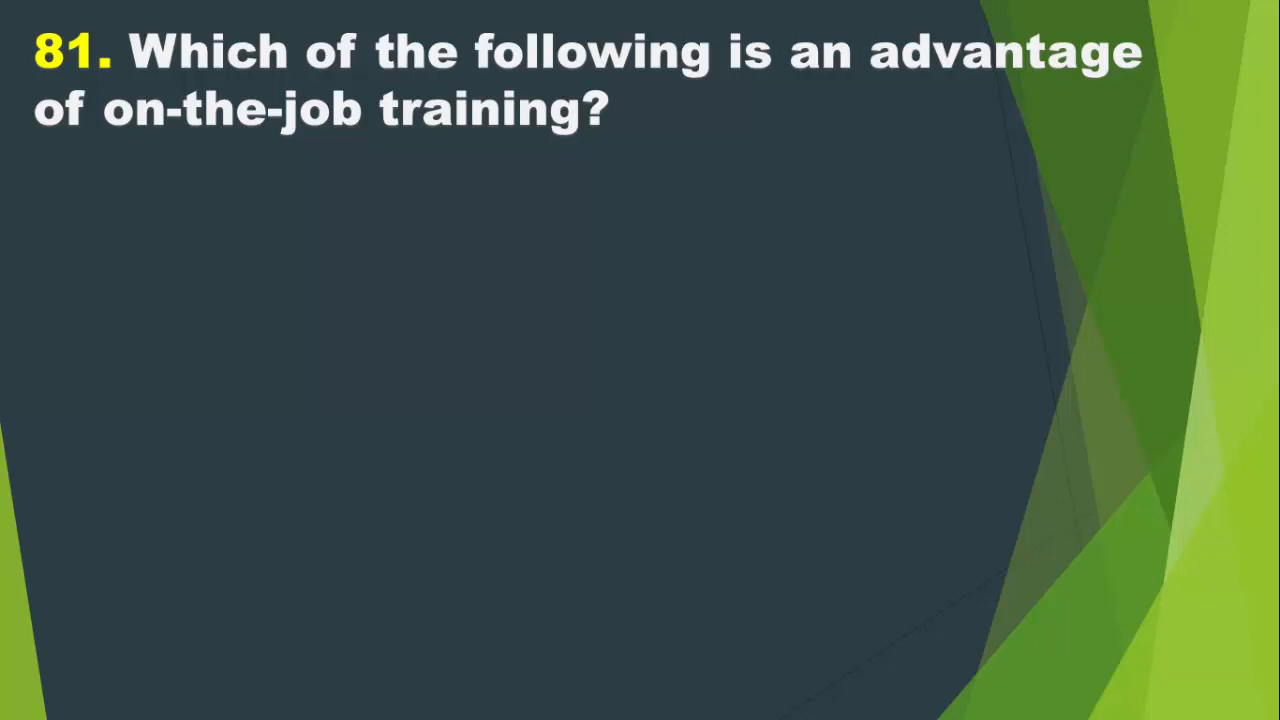 81. Which of the following is an advantage
of on-the-job training?